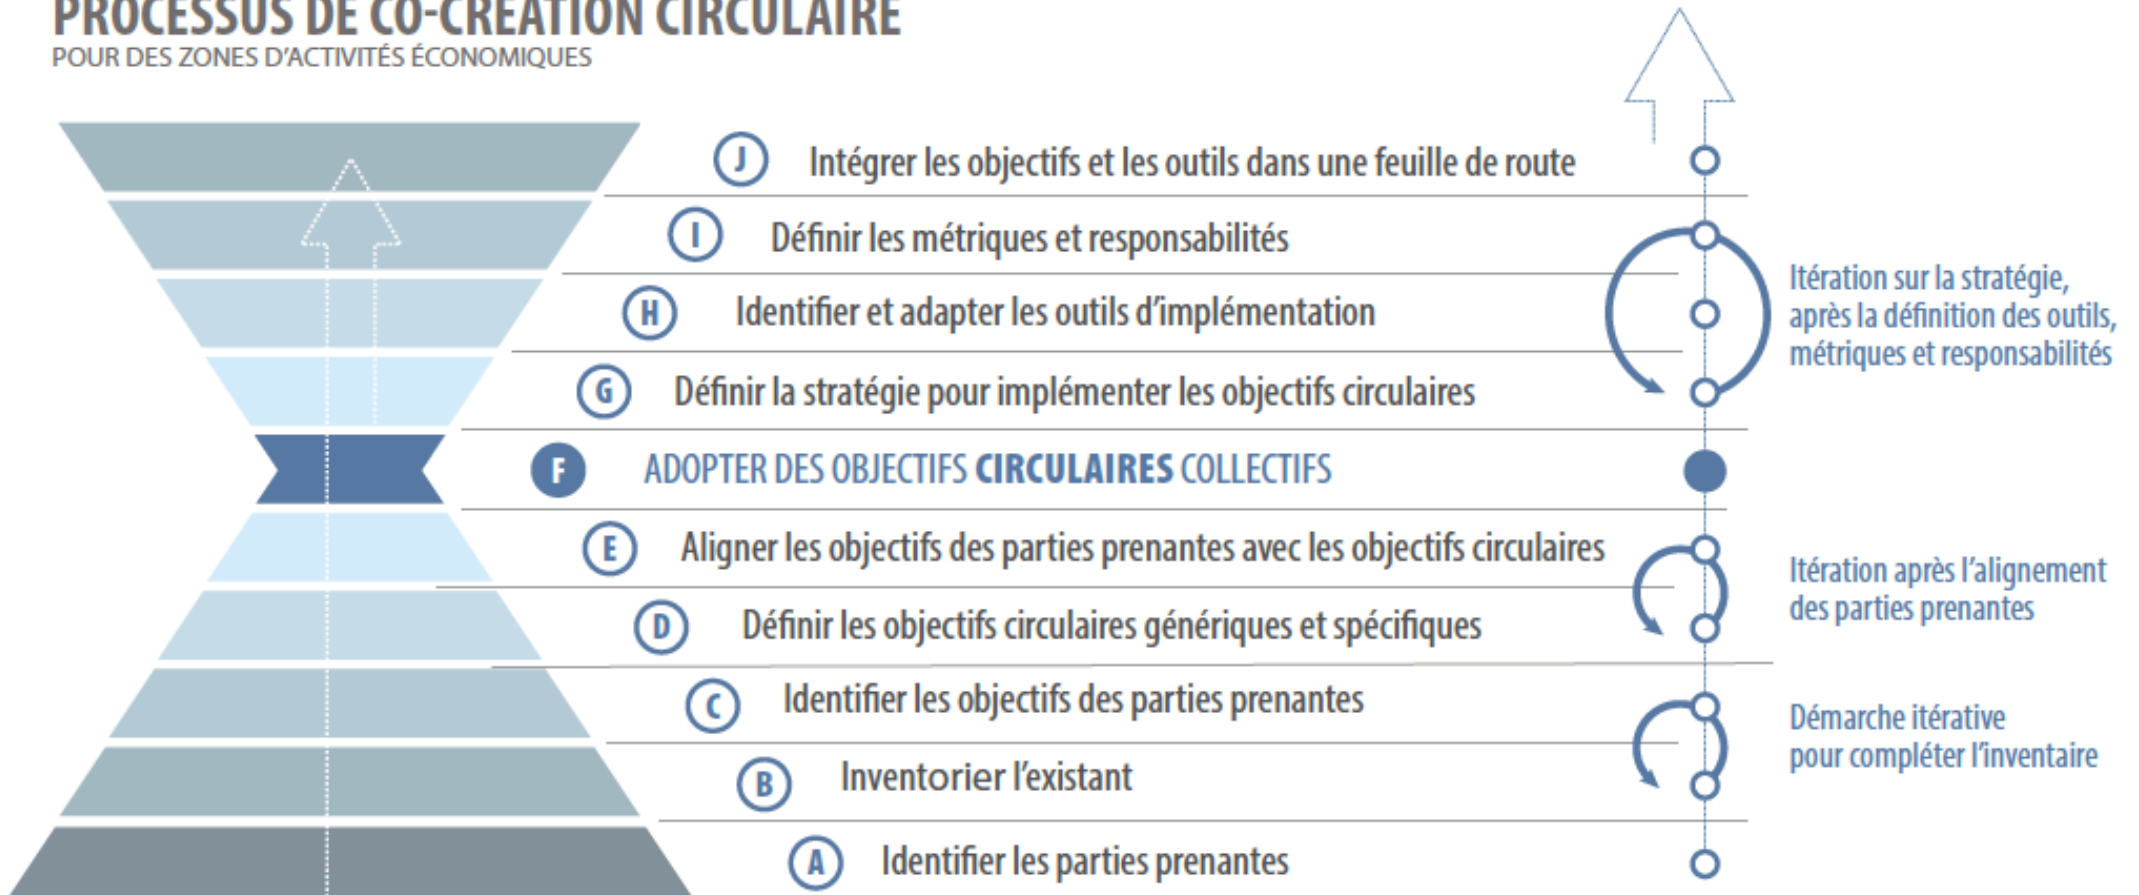 PROCESSUS DE CO-CRÉATION CIRCULAIRE
POUR DES ZONES D'ACTIVITÉS ÉCONOMIQUES
J Intégrer les objectifs et les outils dans une feuille de route
I Définir les métriques et responsabilités
H Identifier et adapter les outils d'implémentation
G Définir la stratégie pour implémenter les objectifs circulaires
F ADOPTER DES OBJECTIFS CIRCULAIRES COLLECTIFS
E Aligner les objectifs des parties prenantes avec les objectifs circulaires
D Définir les objectifs circulaires génériques et spécifiques
C Identifier les objectifs des parties prenantes
B Inventorier l'existant
A Identifier les parties prenantes
Itération sur la stratégie,
après la définition des outils,
métriques et responsabilités
Itération après l'alignement
des parties prenantes
Démarche itérative
pour compléter l'inventaire